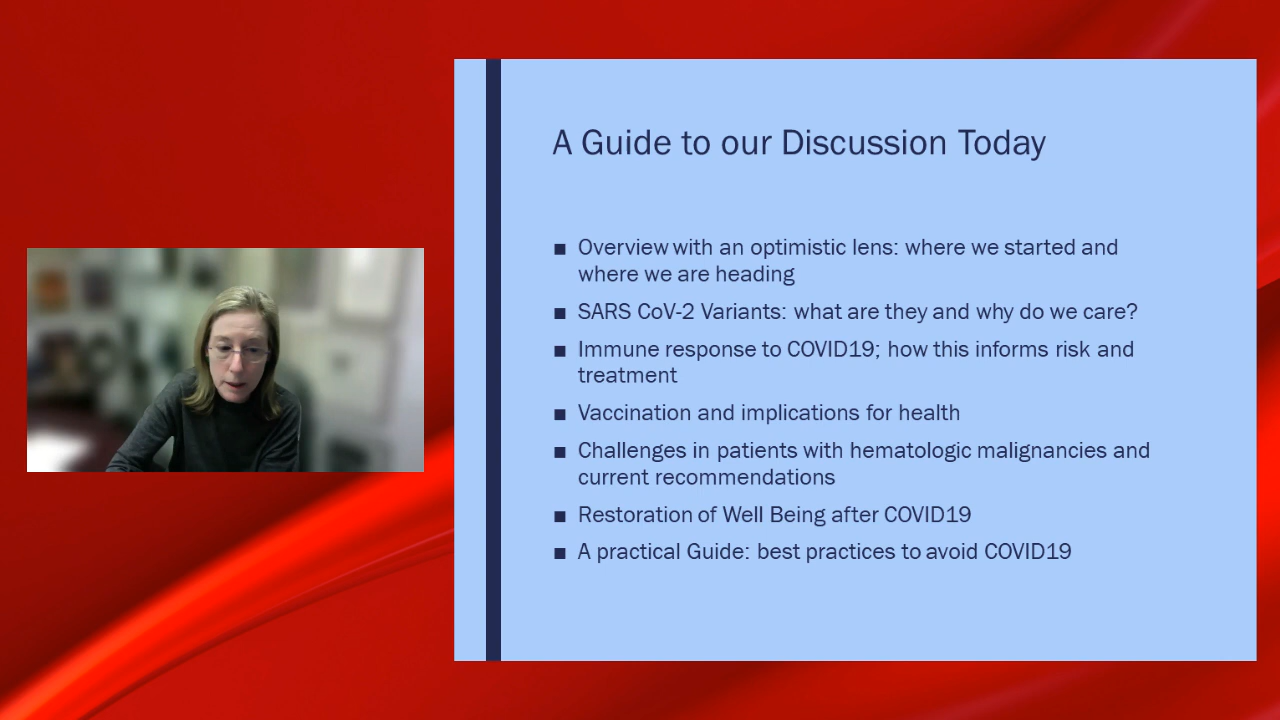 A Guide to our Discussion Today
■ Overview with an optimistic lens: where we started and
where we are heading
■ SARS CoV-2 Variants: what are they and why do we care?
■ Immune response to COVID19; how this informs risk and
treatment
■ Vaccination and implications for health
■ Challenges in patients with hematologic malignancies and
current recommendations
■ Restoration of Well Being after COVID19
■ A practical Guide: best practices to avoid COVID19